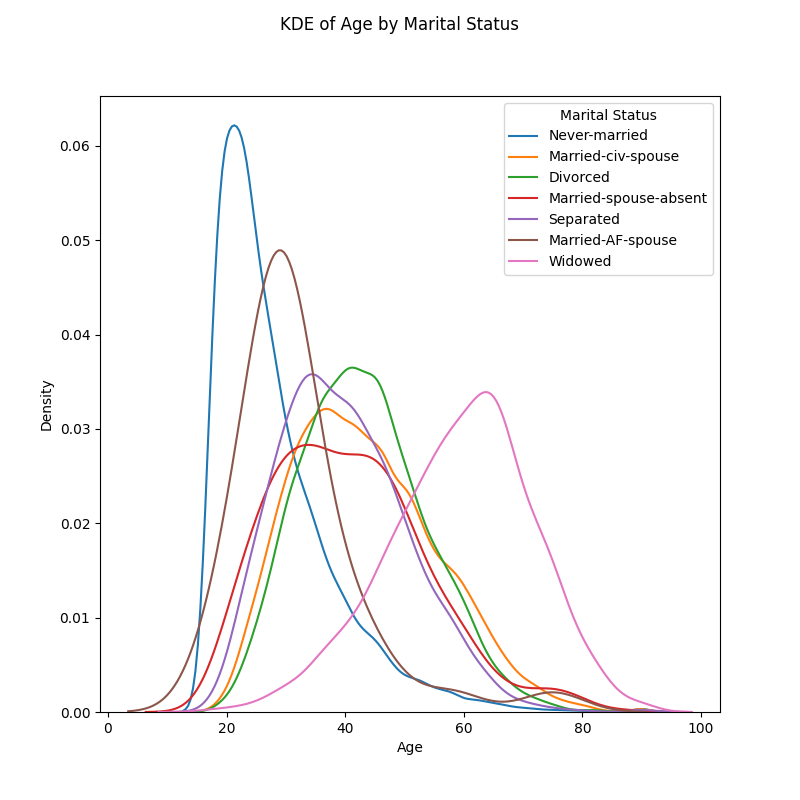 KDE of Age by Marital Status
Marital Status
Never-married
Married-civ-spouse
Divorced
Married-spouse-absent
Separated
Married-AF-spouse
Widowed
0.06
0.05
0.04
0.03
0.02
0.01
0.00
Density
0 20 40 60 80 100
Age